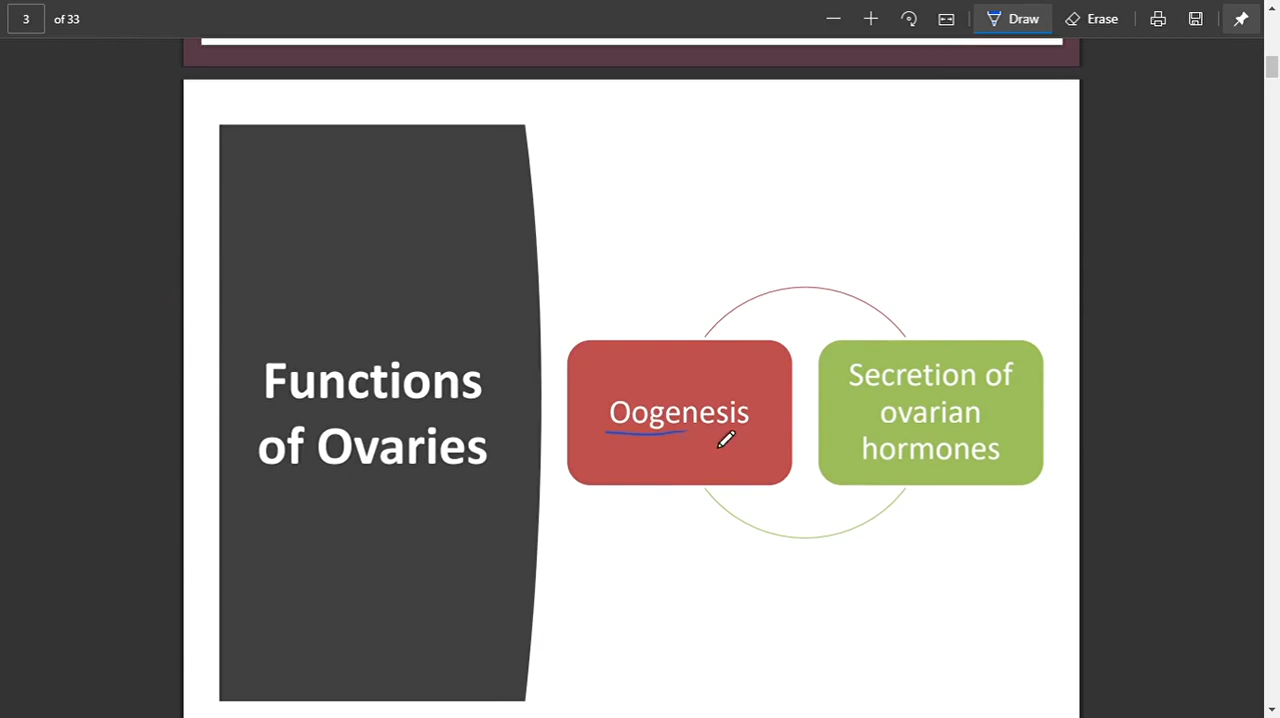 3 of 33
Draw
Erase
Functions
of Ovaries
Oogenesis
Secretion of
ovarian
hormones